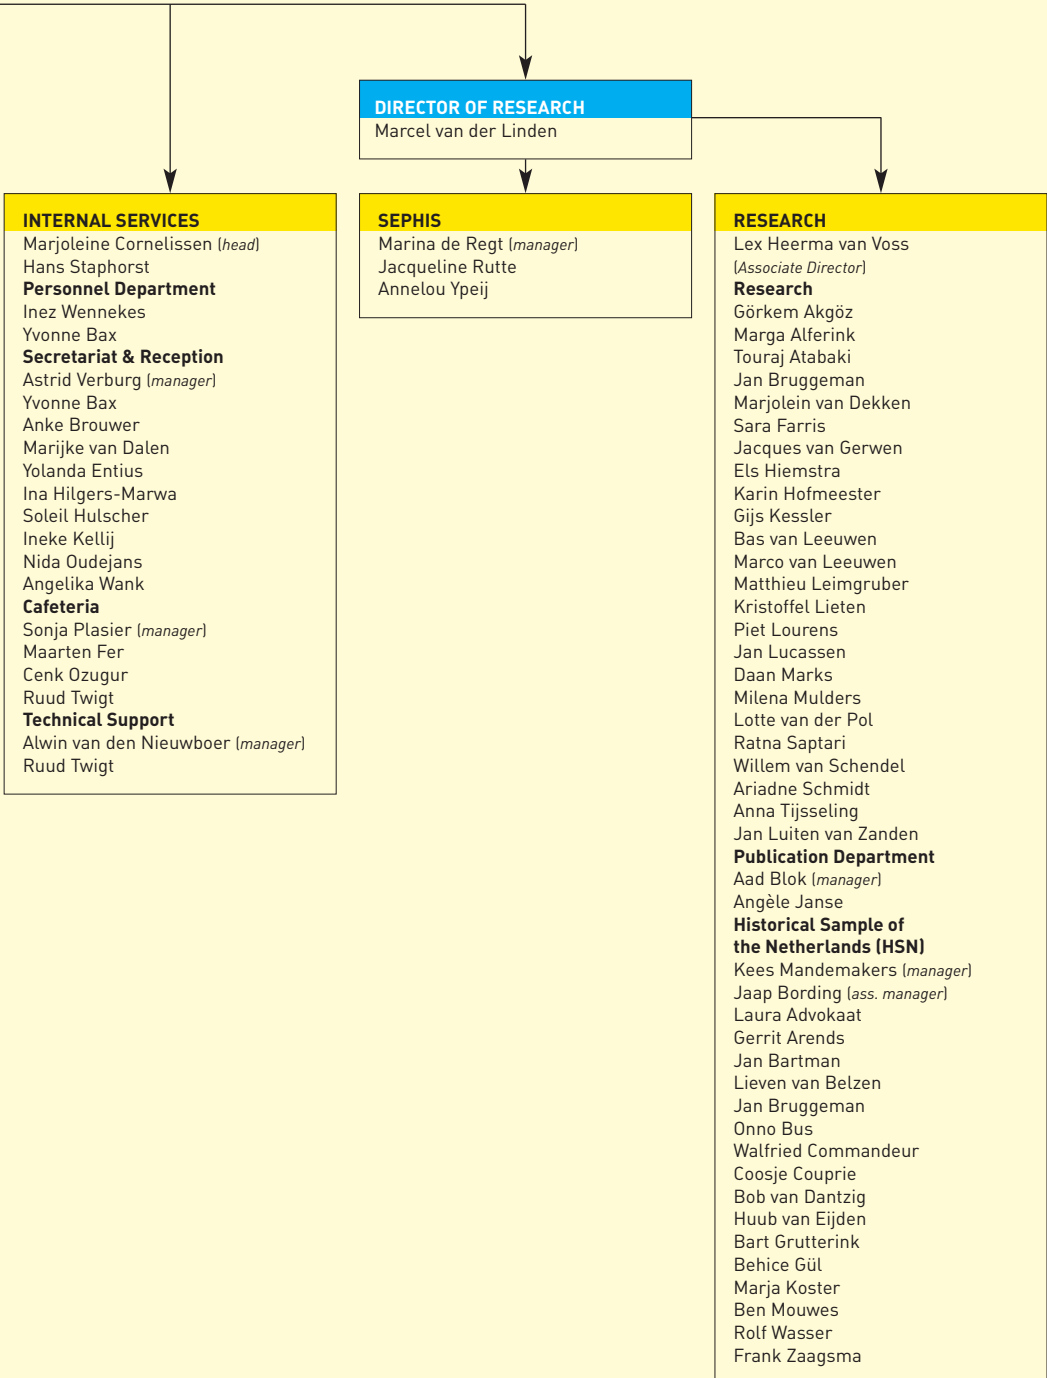 DIRECTOR OF RESEARCH
Marcel van der Linden
INTERNAL SERVICES
Marjoleine Cornelissen (head)
Hans Staphorst
Personnel Department
Inez Wennekes
Yvonne Bax
Secretariat & Reception
Astrid Verburg (manager)
Yvonne Bax
Anke Brouwer
Marijke van Dalen
Yolanda Entius
Ina Hilgers-Marwa
Soleil Hulscher
Ineke Kellij
Nida Oudejans
Angelika Wank
Cafeteria
Sonja Plasier (manager)
Maarten Fer
Cenk Ozugur
Ruud Twigt
Technical Support
Alwin van den Nieuwboer (manager)
Ruud Twigt
SEPHIS
Marina de Regt (manager)
Jacqueline Rutte
Annelou Ypeij
RESEARCH
Lex Heerma van Voss
(Associate Director)
Research
Görkem Akgöz
Marga Alferink
Touraj Atabaki
Jan Bruggeman
Marjolein van Dekken
Sara Farris
Jacques van Gerwen
Els Hiemstra
Karin Hofmeester
Gijs Kessler
Bas van Leeuwen
Marco van Leeuwen
Matthieu Leimgruber
Kristoffel Lieten
Piet Lourens
Jan Lucassen
Daan Marks
Milena Mulders
Lotte van der Pol
Ratna Saptari
Willem van Schendel
Ariadne Schmidt
Anna Tijsseling
Jan Luiten van Zanden
Publication Department
Aad Blok (manager)
Angèle Janse
Historical Sample of
the Netherlands (HSN)
Kees Mandemakers (manager)
Jaap Bording (ass. manager)
Laura Advokaat
Gerrit Arends
Jan Bartman
Lieven van Belzen
Jan Bruggeman
Onno Bus
Walfried Commandeur
Coosje Couprie
Bob van Dantzig
Huub van Eijden
Bart Grutterink
Behice Gül
Marja Koster
Ben Mouwes
Rolf Wasser
Frank Zaagsma